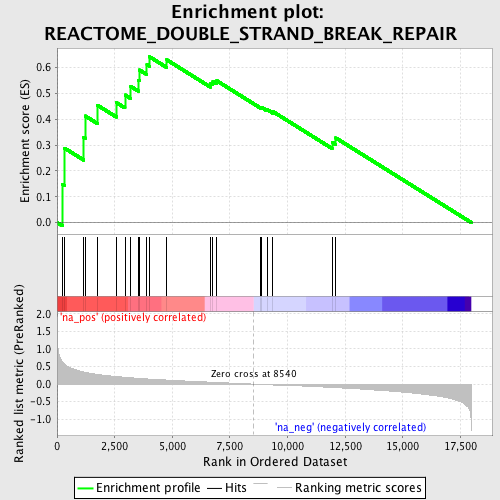 Enrichment plot:
REACTOME_DOUBLE_STRAND_BREAK_REPAIR
Enrichment score (ES)
0.6
0.5
0.4
0.3
0.2
0.1
0.0
'na_pos' (positively correlated)
Ranked list metric (PreRanked)
2.0
1.5
1.0
0.5
0.0
-0.5
-1.0
Zero cross at 8540
'na_neg' (negatively correlated)
0
2,500
5,000
7,500
10,000
12,500
15,000
17,500
Rank in Ordered Dataset
Enrichment profile
Hits
Ranking metric scores